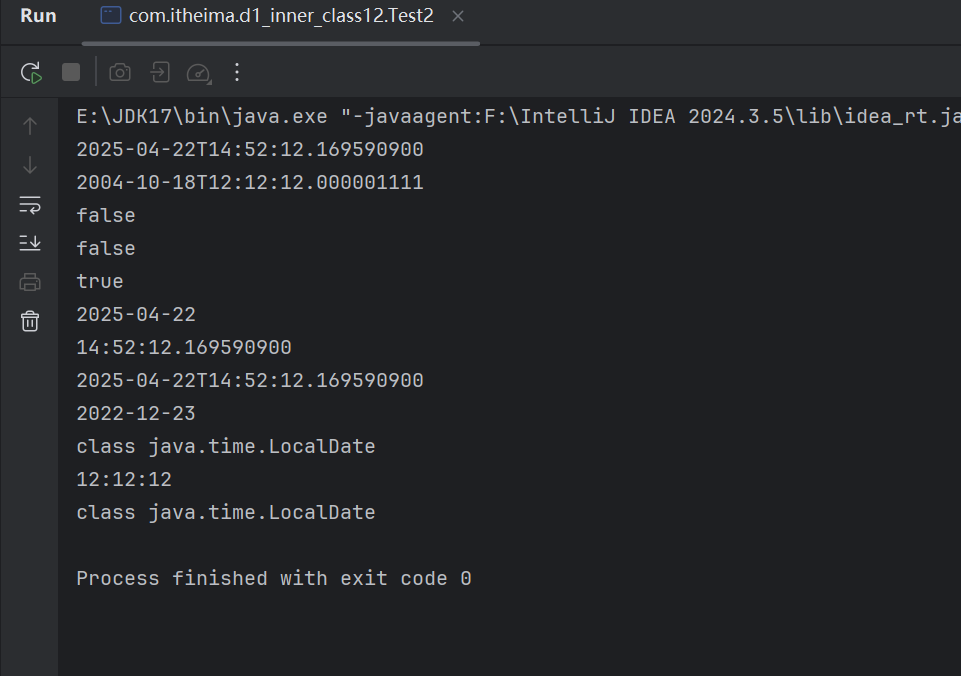 Run com.itheima.d1_inner_class12.Test2
E:\JDK17\bin\java.exe "-javaagent:F:\IntelliJ IDEA 2024.3.5\lib\idea_rt.ja
2025-04-22T14:52:12.169590900
2004-10-18T12:12:12.000001111
false
false
true
2025-04-22
14:52:12.169590900
2025-04-22T14:52:12.169590900
2022-12-23
class java.time.LocalDate
12:12:12
class java.time.LocalDate
Process finished with exit code 0